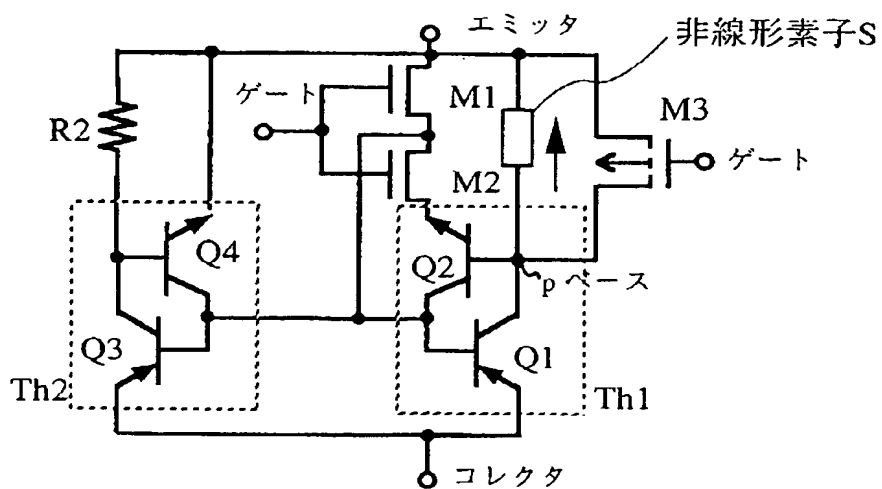 エミッタ
非線形素子S
ゲート
M1
M3
R2
ゲート
M2
Q4
Q2
pベース
Q3
Q1
Th2
Th1
コレクタ